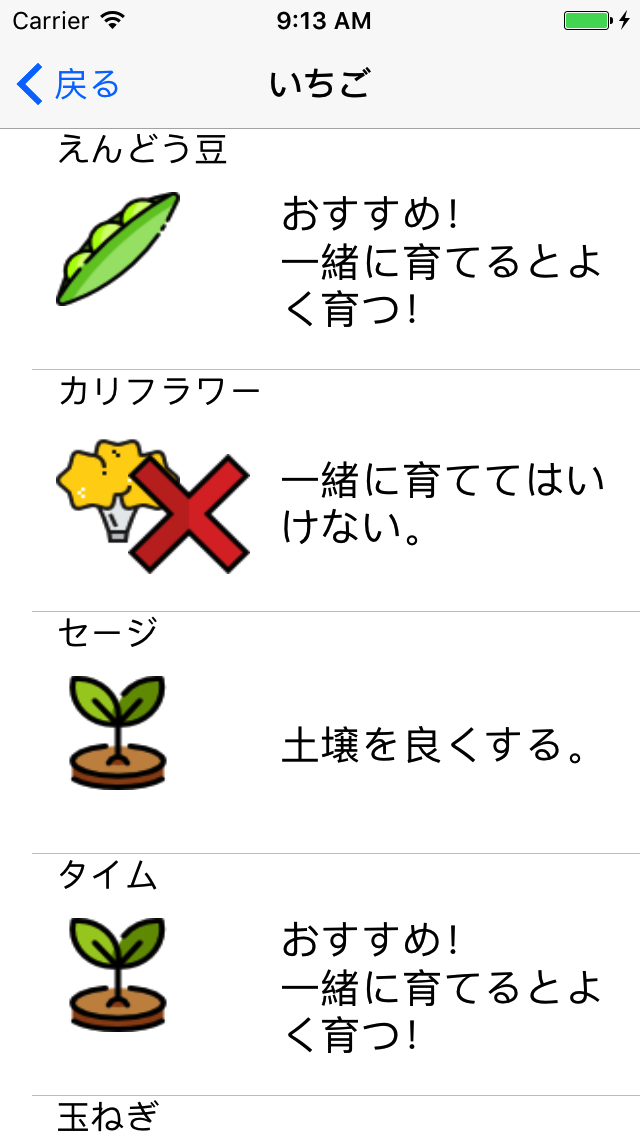 Carrier 9:13 AM
戻る いちご
えんどう豆
おすすめ!
一緒に育てるとよ
く育つ!
カリフラワー
一緒に育ててはい
けない。
セージ
土壌を良くする。
タイム
おすすめ!
一緒に育てるとよ
く育つ!
玉ねぎ